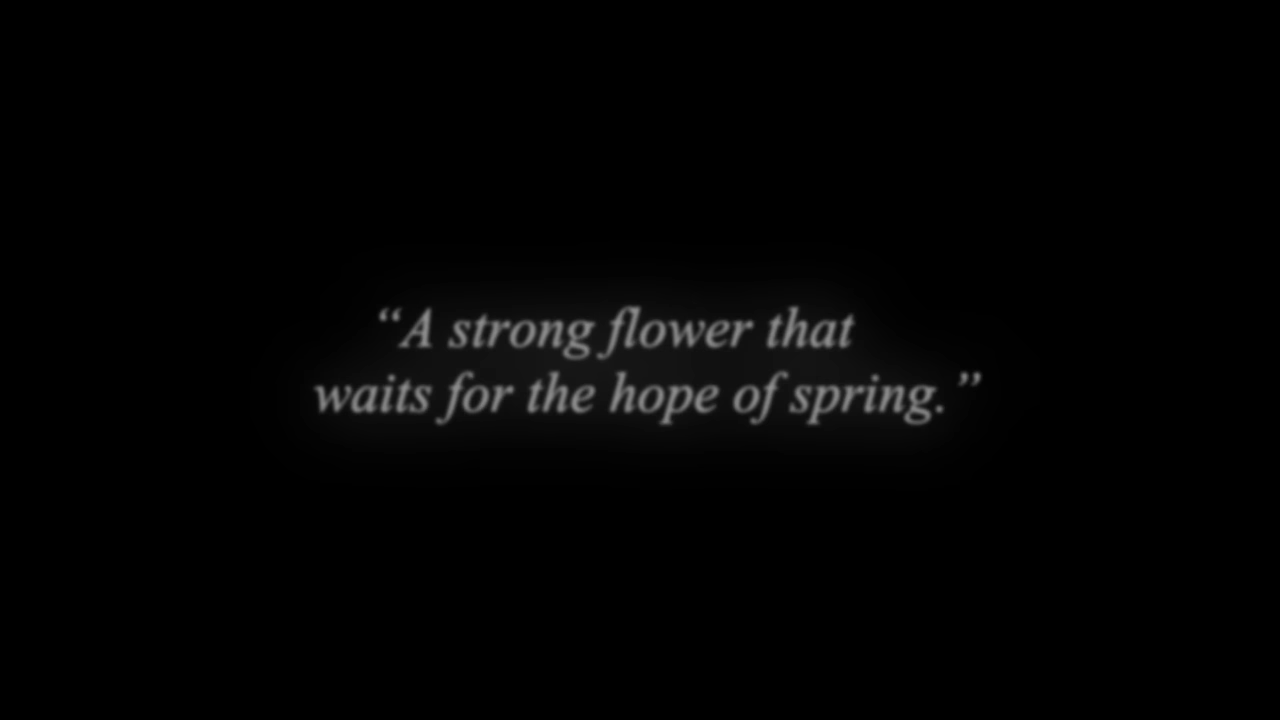 “A strong flower that
waits for the hope of spring.”